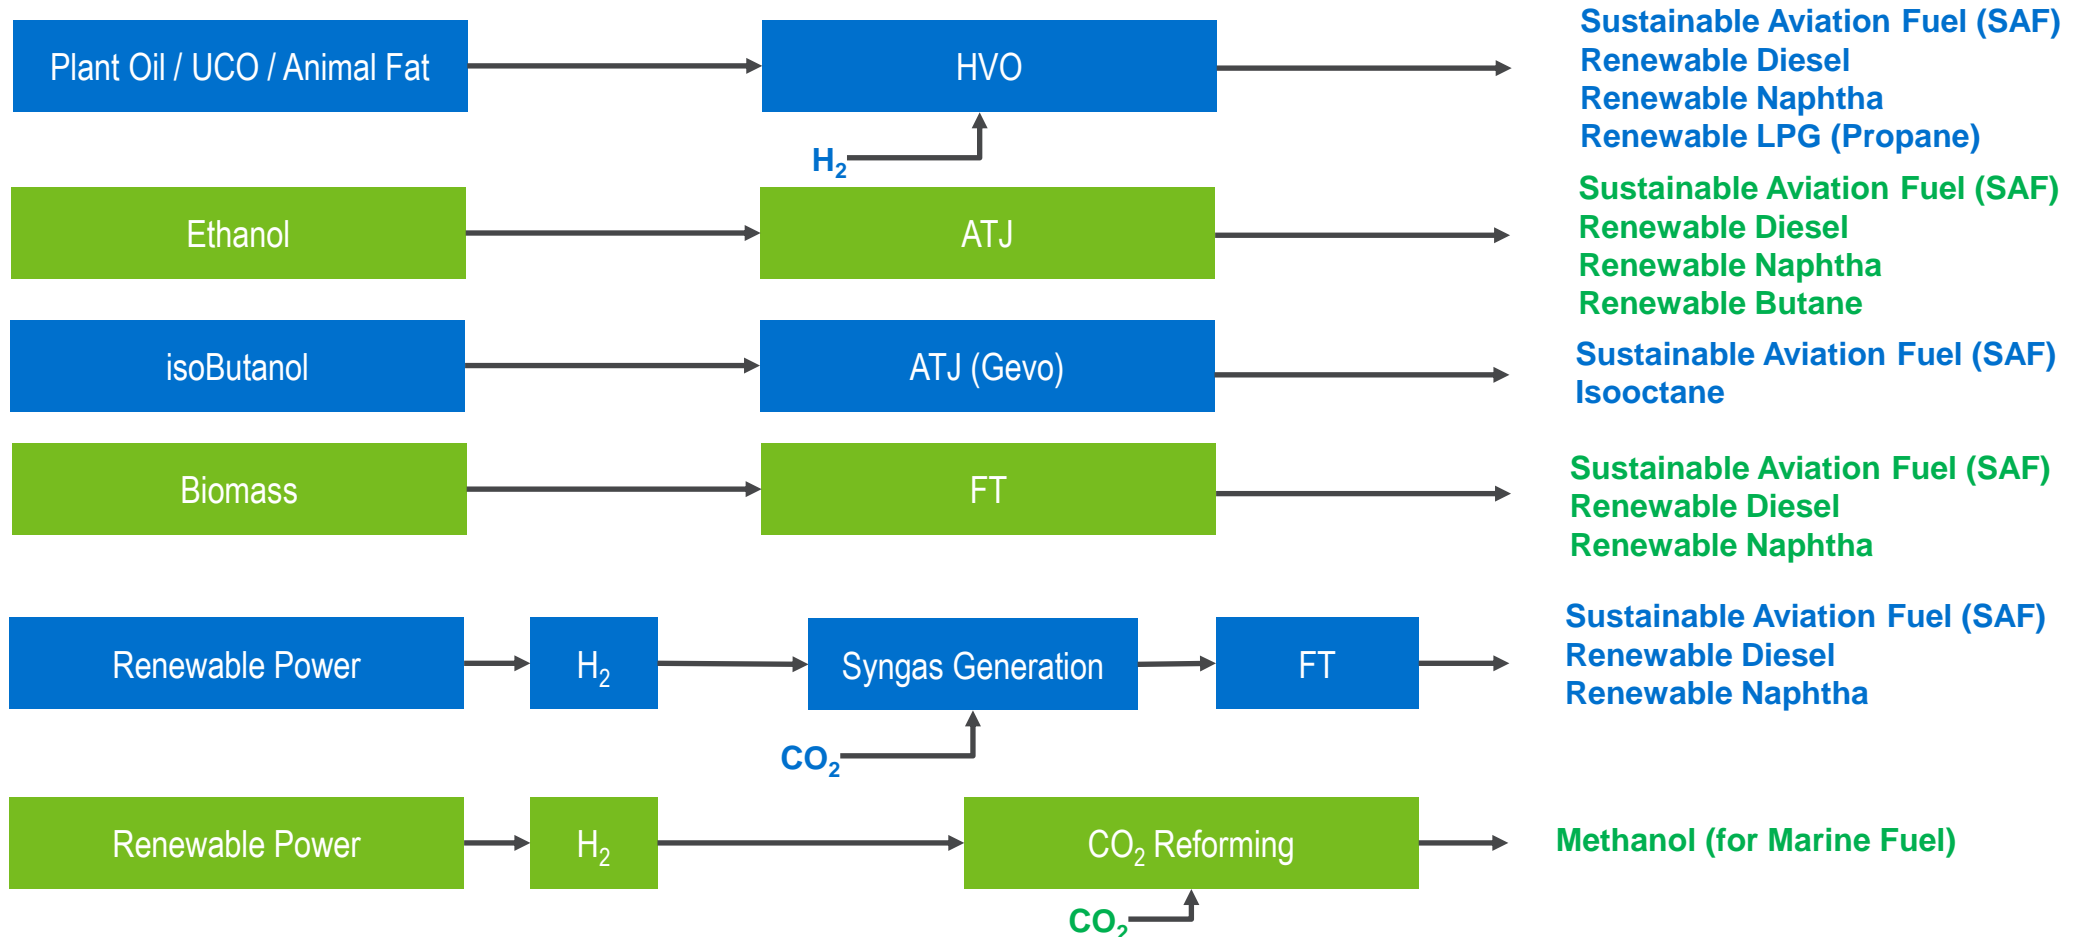 Plant Oil / UCO / Animal Fat
HVO
H₂
Sustainable Aviation Fuel (SAF)
Renewable Diesel
Renewable Naphtha
Renewable LPG (Propane)
Ethanol
ATJ
Sustainable Aviation Fuel (SAF)
Renewable Diesel
Renewable Naphtha
Renewable Butane
isoButanol
ATJ (Gevo)
Sustainable Aviation Fuel (SAF)
Isooctane
Biomass
FT
Sustainable Aviation Fuel (SAF)
Renewable Diesel
Renewable Naphtha
Renewable Power
H₂
Syngas Generation
CO₂
FT
Sustainable Aviation Fuel (SAF)
Renewable Diesel
Renewable Naphtha
Renewable Power
H₂
CO₂ Reforming
CO₂
Methanol (for Marine Fuel)